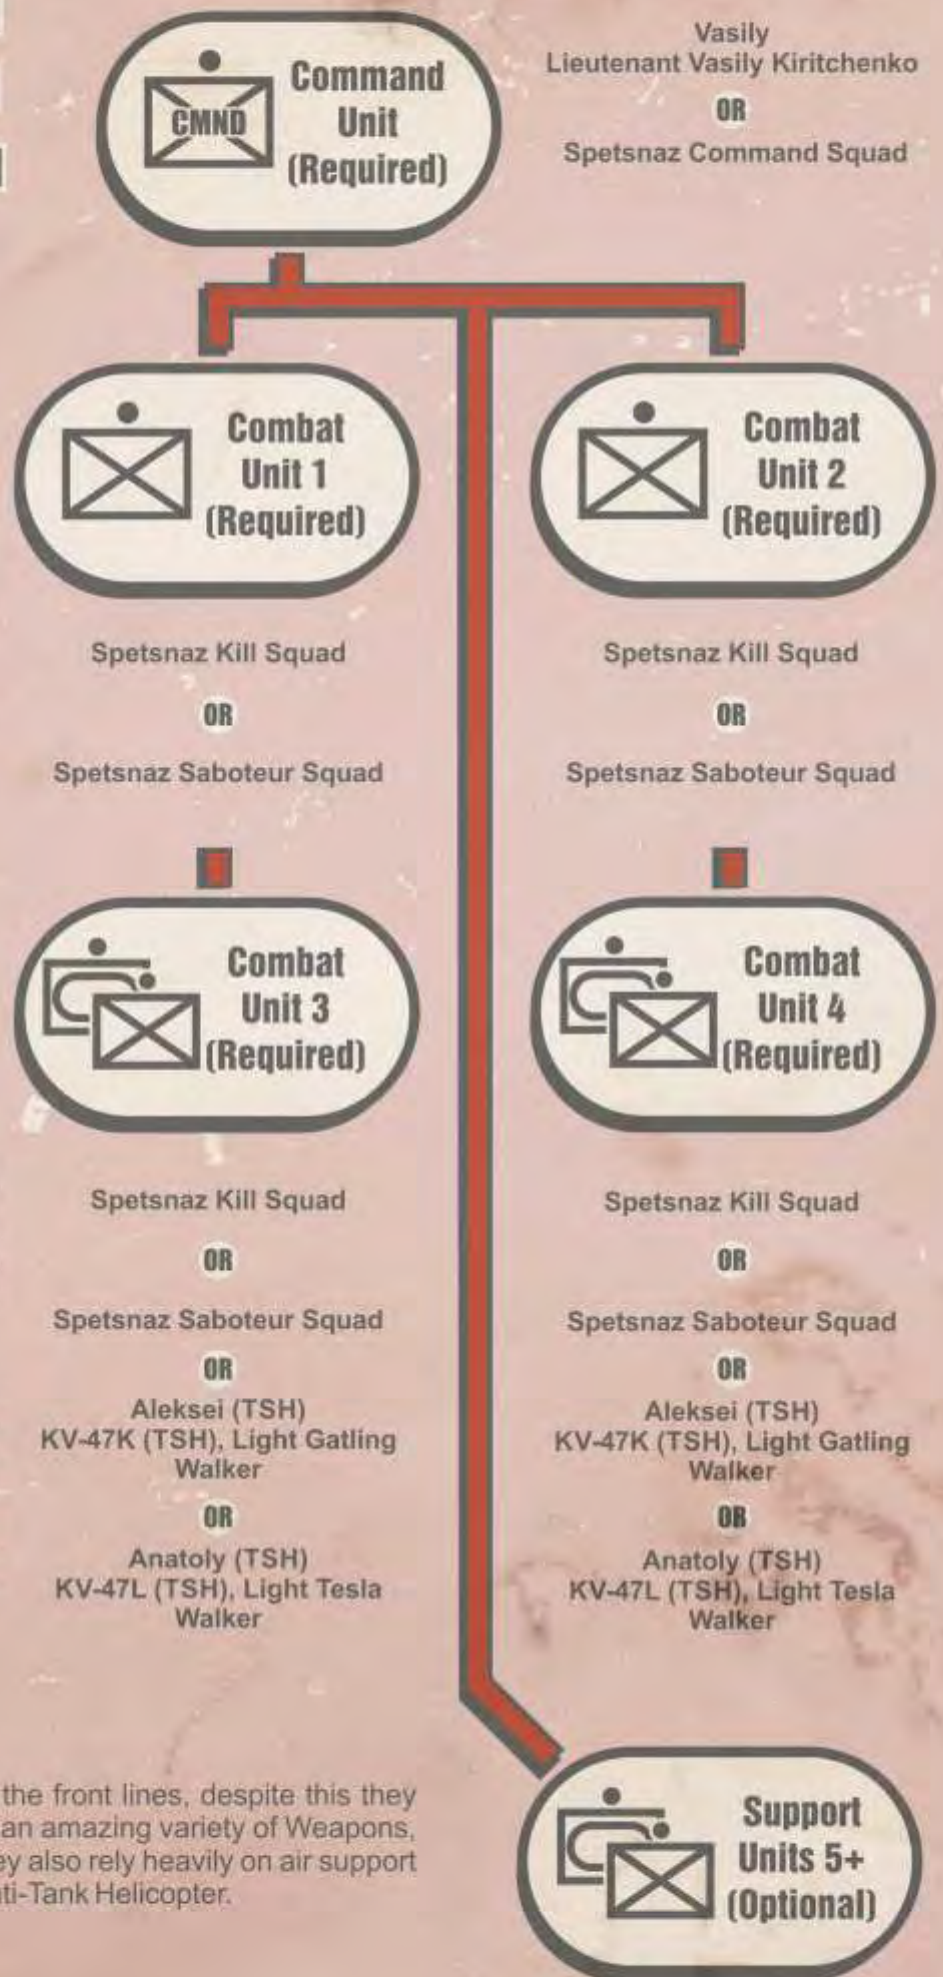 CMND
Command
Unit
(Required)
Vasily
Lieutenant Vasily Kiritchenko
OR
Spetsnaz Command Squad
Combat
Unit 1
(Required)
Combat
Unit 2
(Required)
Spetsnaz Kill Squad
OR
Spetsnaz Saboteur Squad
Spetsnaz Kill Squad
OR
Spetsnaz Saboteur Squad
Combat
Unit 3
(Required)
Combat
Unit 4
(Required)
Spetsnaz Kill Squad
OR
Spetsnaz Saboteur Squad
OR
Aleksei (TSH)
KV-47K (TSH), Light Gatling
Walker
OR
Anatoly (TSH)
KV-47L (TSH), Light Tesla
Walker
Spetsnaz Kill Squad
OR
Spetsnaz Saboteur Squad
OR
Aleksei (TSH)
KV-47K (TSH), Light Gatling
Walker
OR
Anatoly (TSH)
KV-47L (TSH), Light Tesla
Walker
the front lines, despite this they
an amazing variety of Weapons,
ey also rely heavily on air support
ti-Tank Helicopter.
Support
Units 5+
(Optional)